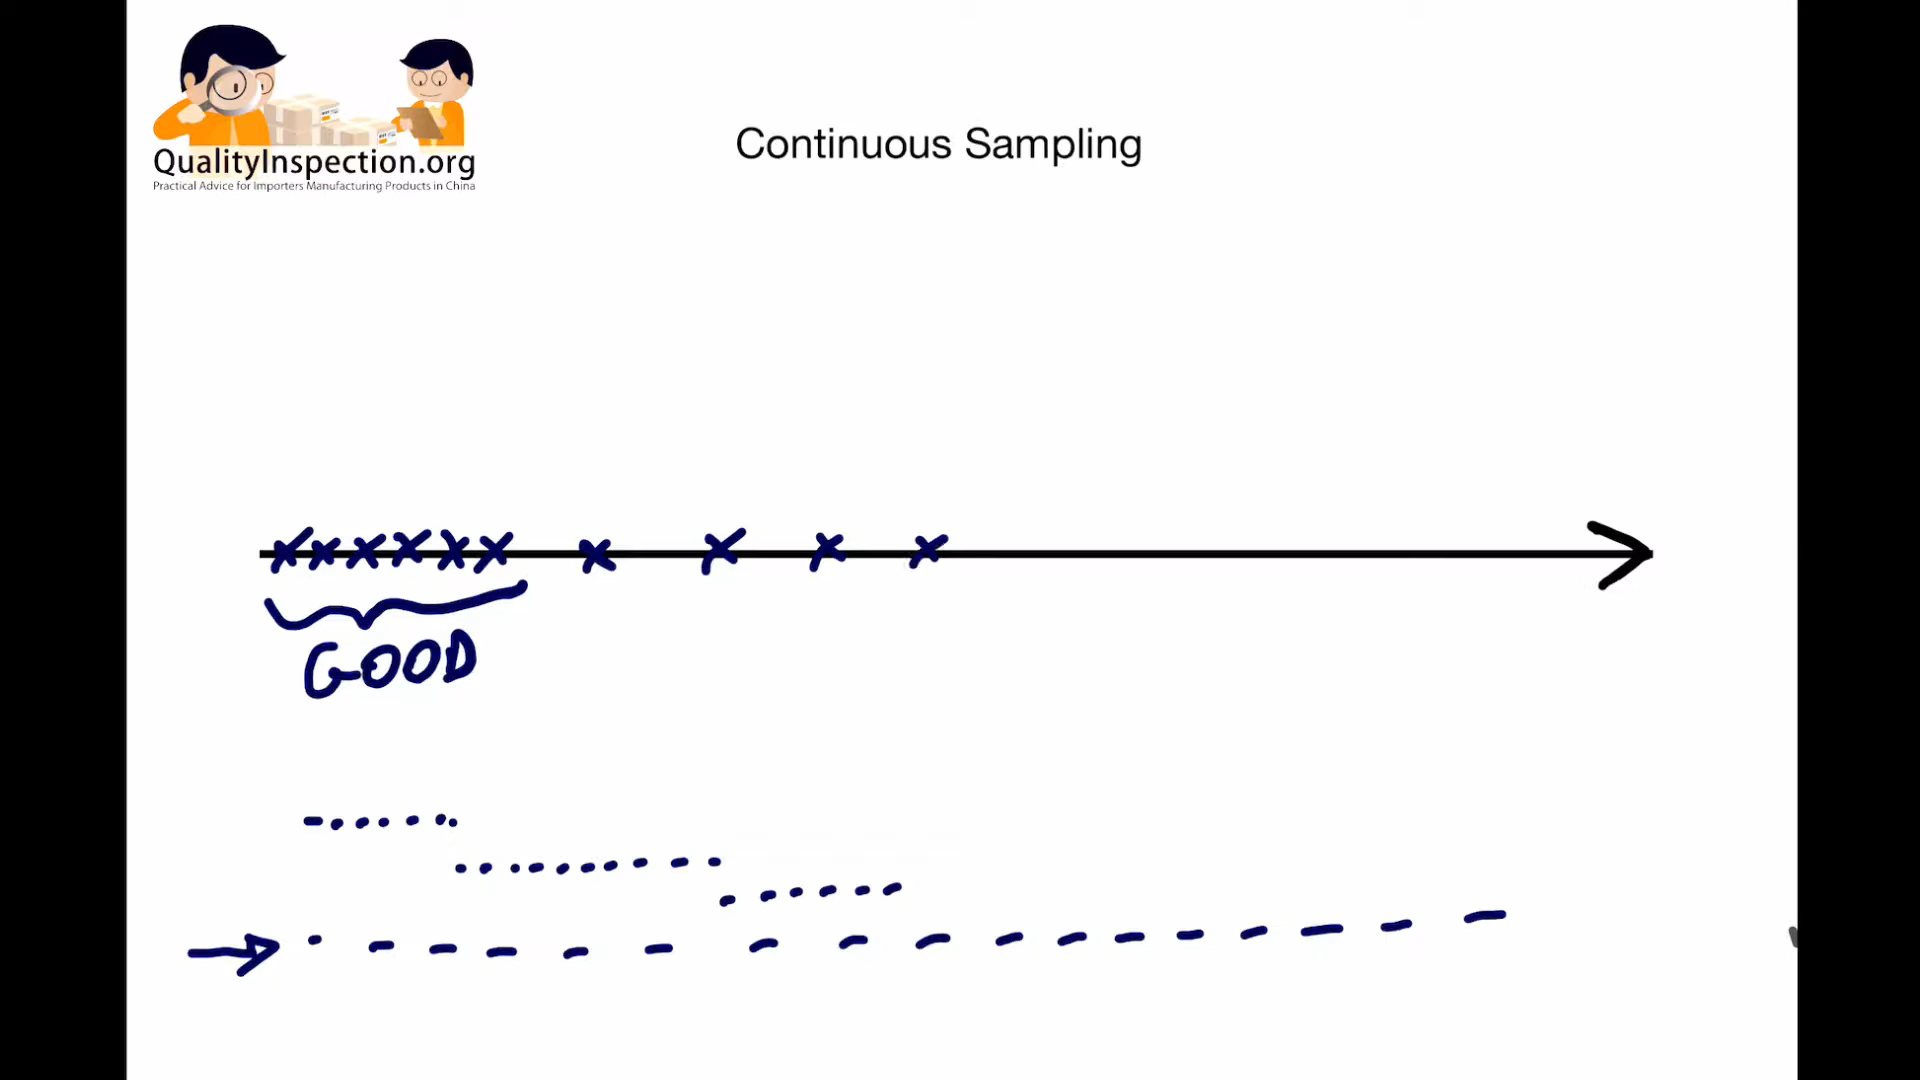 QualityInspection.org
Practical Advice for Importers Manufacturing Products in China
Continuous Sampling
GOOD